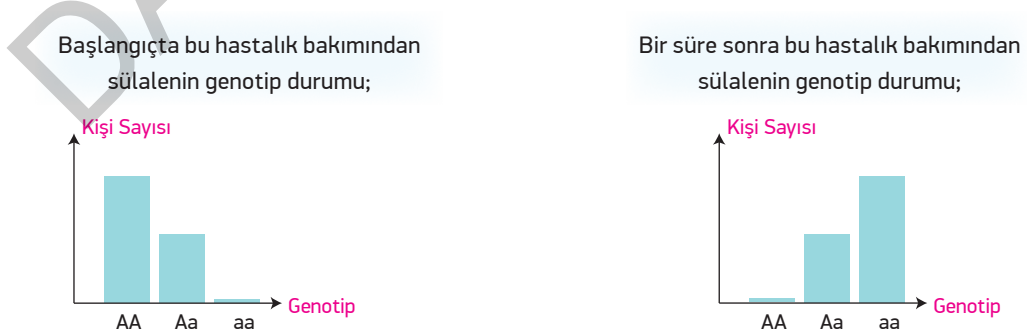 Başlangıçta bu hastalık bakımından
sülalenin genotip durumu;
Kişi Sayısı
Genotip
AA Aa aa
Bir süre sonra bu hastalık bakımından
sülalenin genotip durumu;
Kişi Sayısı
Genotip
AA Aa aa